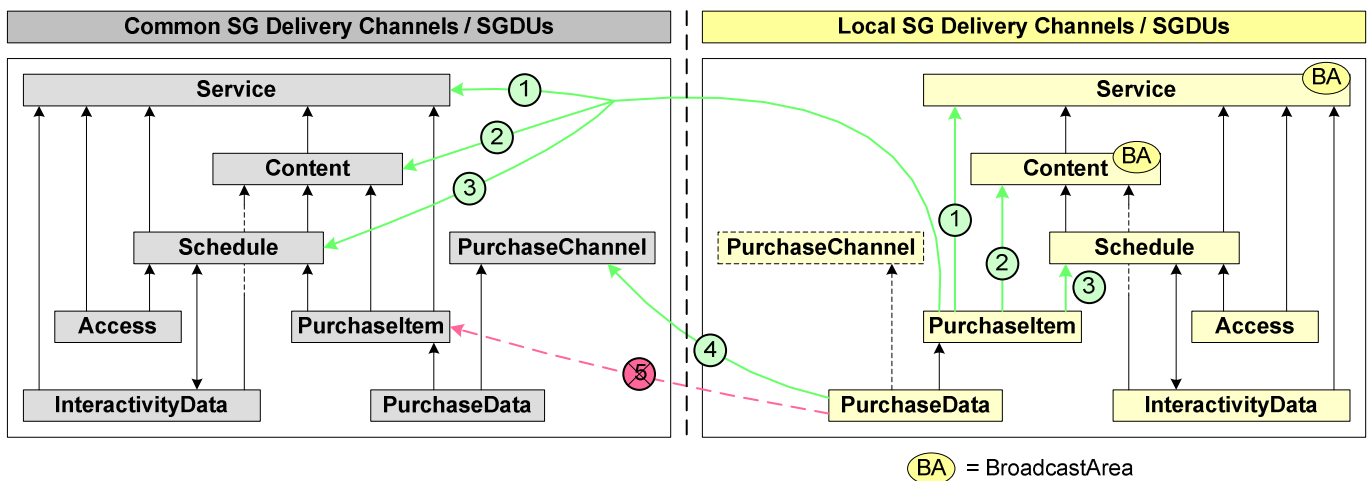 Common SG Delivery Channels / SGDUs
Local SG Delivery Channels / SGDUs
Service
1
2
Content
3
Schedule
PurchaseChannel
Access
PurchaseItem
InteractivityData
PurchaseData
4
5
BA
Service
BA
Content
1
PurchaseChannel
2
Schedule
3
PurchaseItem
Access
PurchaseData
InteractivityData
BA = BroadcastArea